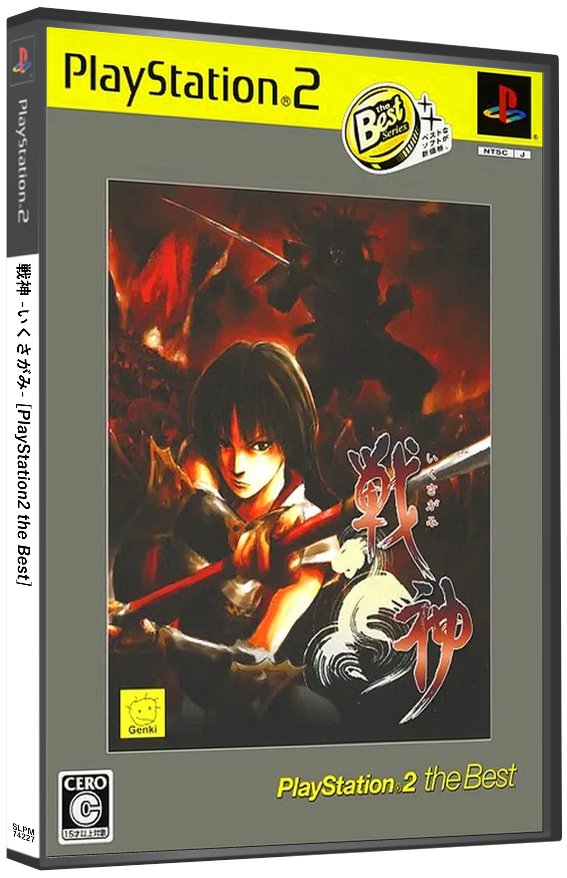 PlayStation®2
the
Best
Series
ベストな
ソフトが
新価格。
NTSC J
PlayStation®2
戦神 -いくさがみ- [PlayStation2 the Best]
SLPM
74227
いくさがみ
戦神
Genki
PlayStation®2 the Best
CERO
C
15才以上対象